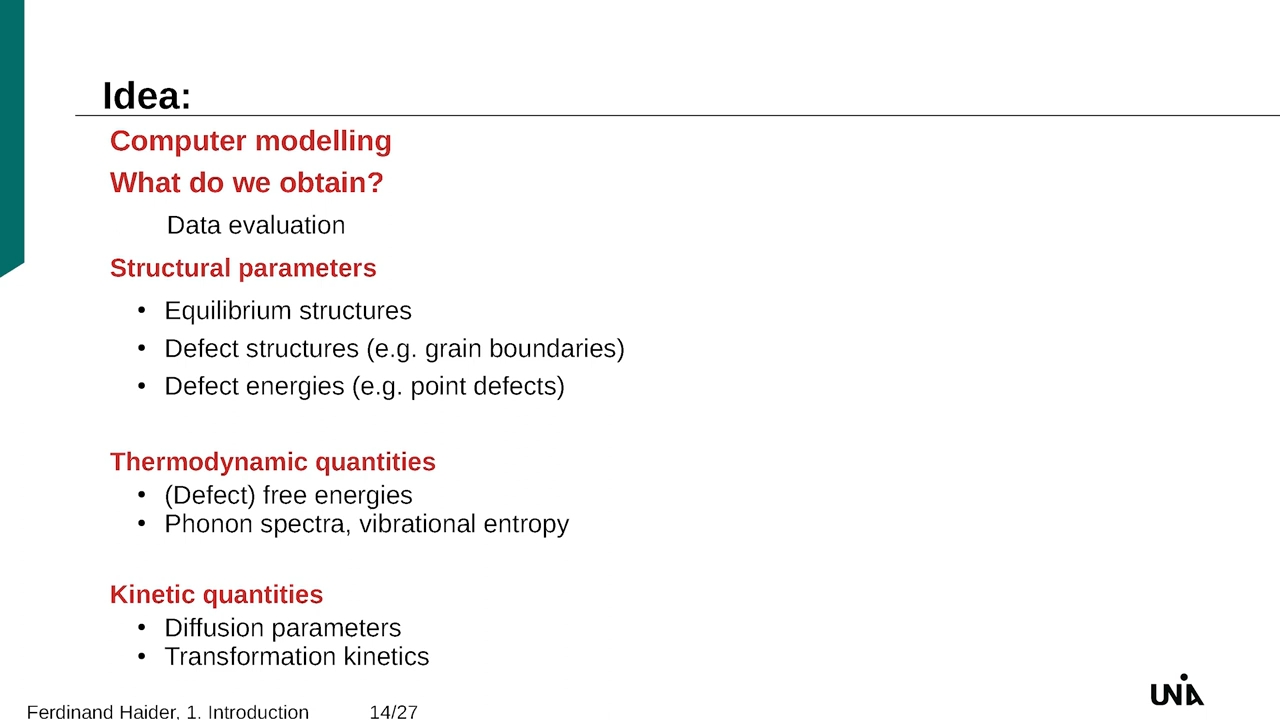 Idea:
Computer modelling
What do we obtain?
Data evaluation
Structural parameters
• Equilibrium structures
• Defect structures (e.g. grain boundaries)
• Defect energies (e.g. point defects)
Thermodynamic quantities
• (Defect) free energies
• Phonon spectra, vibrational entropy
Kinetic quantities
• Diffusion parameters
• Transformation kinetics
Ferdinand Haider, 1. Introduction 14/27
UNIA